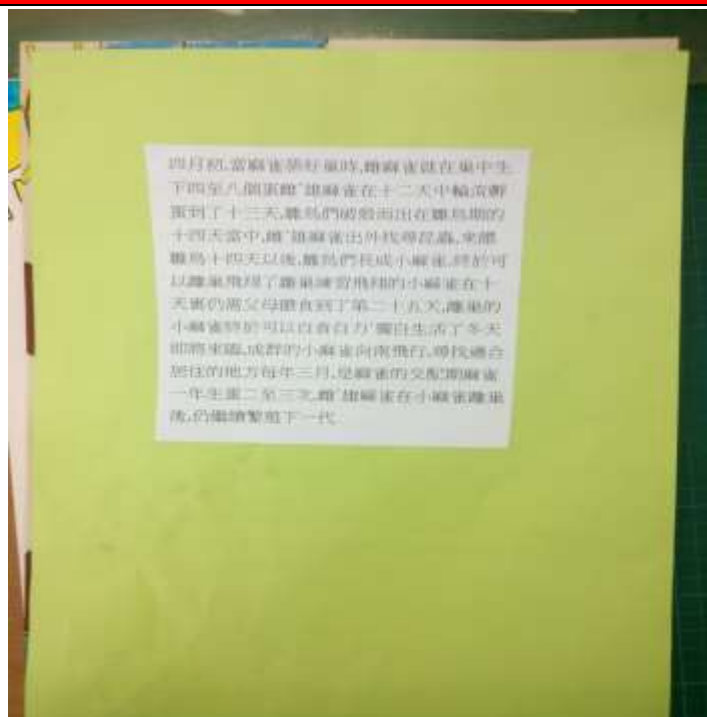 四月初,當麻雀築好巢時,雌麻雀就在巢中生
下四至八個蛋雌˙雄麻雀在十二天中輪流孵
蛋到了十三天,雛鳥們破殼而出在雛鳥期的
十四天當中,雌˙雄麻雀出外找尋昆蟲,來餵
雛鳥十四天以後,雛鳥們長成小麻雀,終於可
以離巢飛翔了離巢練習飛翔的小麻雀在十
天裏仍需父母餵食到了第二十五天,離巢的
小麻雀終於可以自食自力˙獨自生活了冬天
即將來臨,成群的小麻雀向南飛行,尋找適合
居住的地方每年三月,是麻雀的交配期麻雀
一年生蛋二至三次,雌˙雄麻雀在小麻雀離巢
後,仍繼續繁殖下一代